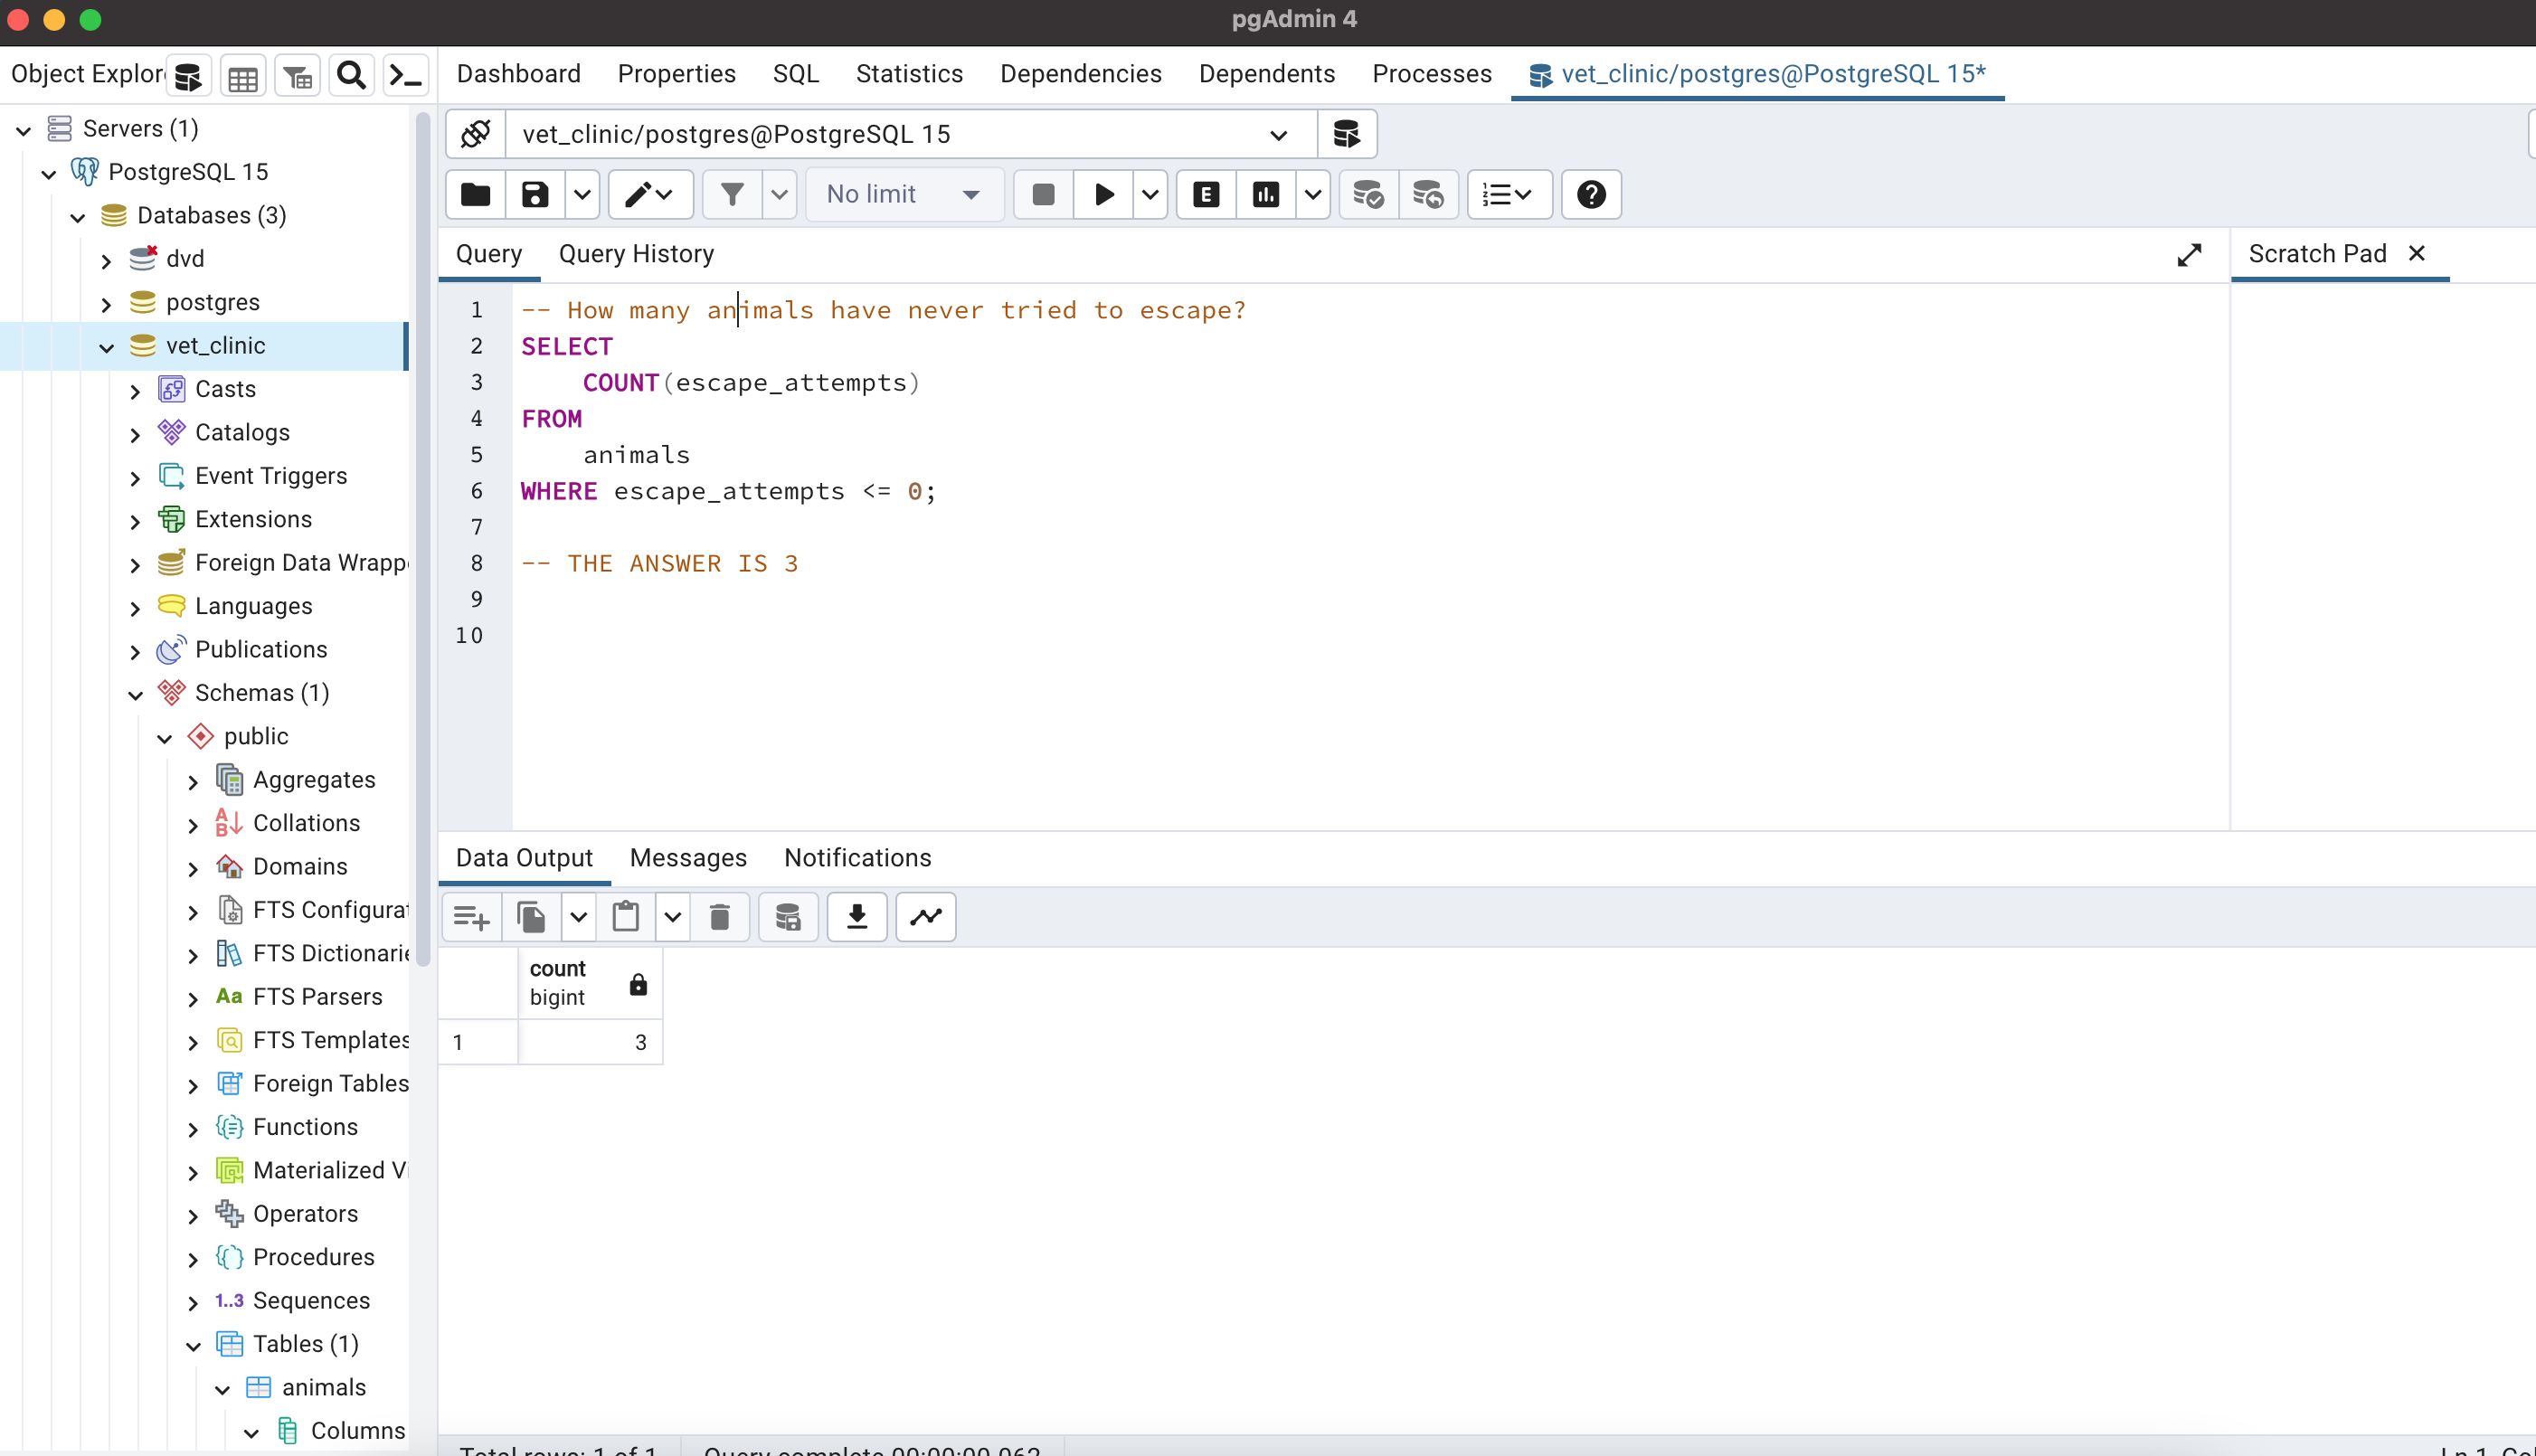 pgAdmin 4
Object Explor
Dashboard Properties SQL Statistics Dependencies Dependents Processes vet_clinic/postgres@PostgreSQL 15*
Servers (1)
PostgreSQL 15
Databases (3)
dvd
postgres
vet_clinic
Casts
Catalogs
Event Triggers
Extensions
Foreign Data Wrapp
Languages
Publications
Schemas (1)
public
Aggregates
Collations
Domains
FTS Configurat
FTS Dictionarie
Aa FTS Parsers
FTS Templates
Foreign Tables
Functions
Materialized Vi
Operators
Procedures
1..3 Sequences
Tables (1)
animals
Columns
vet_clinic/postgres@PostgreSQL 15
No limit
E
Query Query History
Scratch Pad
1 -- How many animals have never tried to escape?
2 SELECT
3 COUNT(escape_attempts)
4 FROM
5 animals
6 WHERE escape_attempts <= 0;
7
8 -- THE ANSWER IS 3
9
10
Data Output Messages Notifications
count
bigint
1 3
Total rows: 1 of 1 Query complete 00:00:00.062 Ln 1, Col